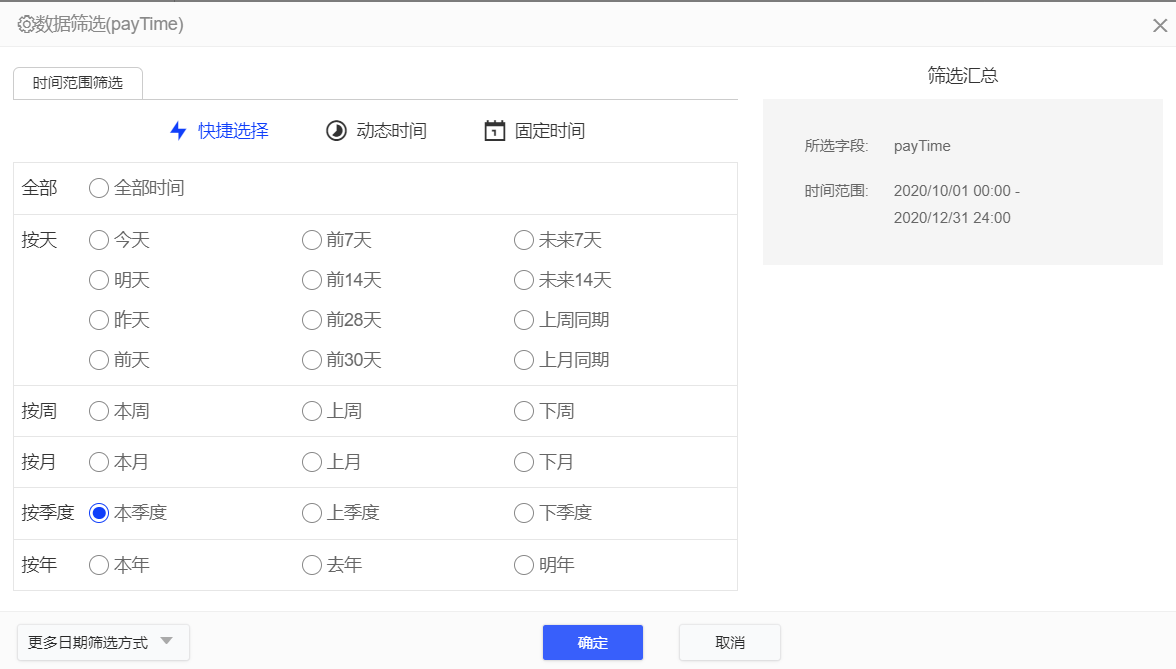 数据筛选(payTime)
时间范围筛选
快捷选择 动态时间 固定时间
全部 全部时间
按天 今天 前7天 未来7天
明天 前14天 未来14天
昨天 前28天 上周同期
前天 前30天 上月同期
按周 本周 上周 下周
按月 本月 上月 下月
按季度 本季度 上季度 下季度
按年 本年 去年 明年
筛选汇总
所选字段: payTime
时间范围: 2020/10/01 00:00 -
2020/12/31 24:00
更多日期筛选方式 确定 取消